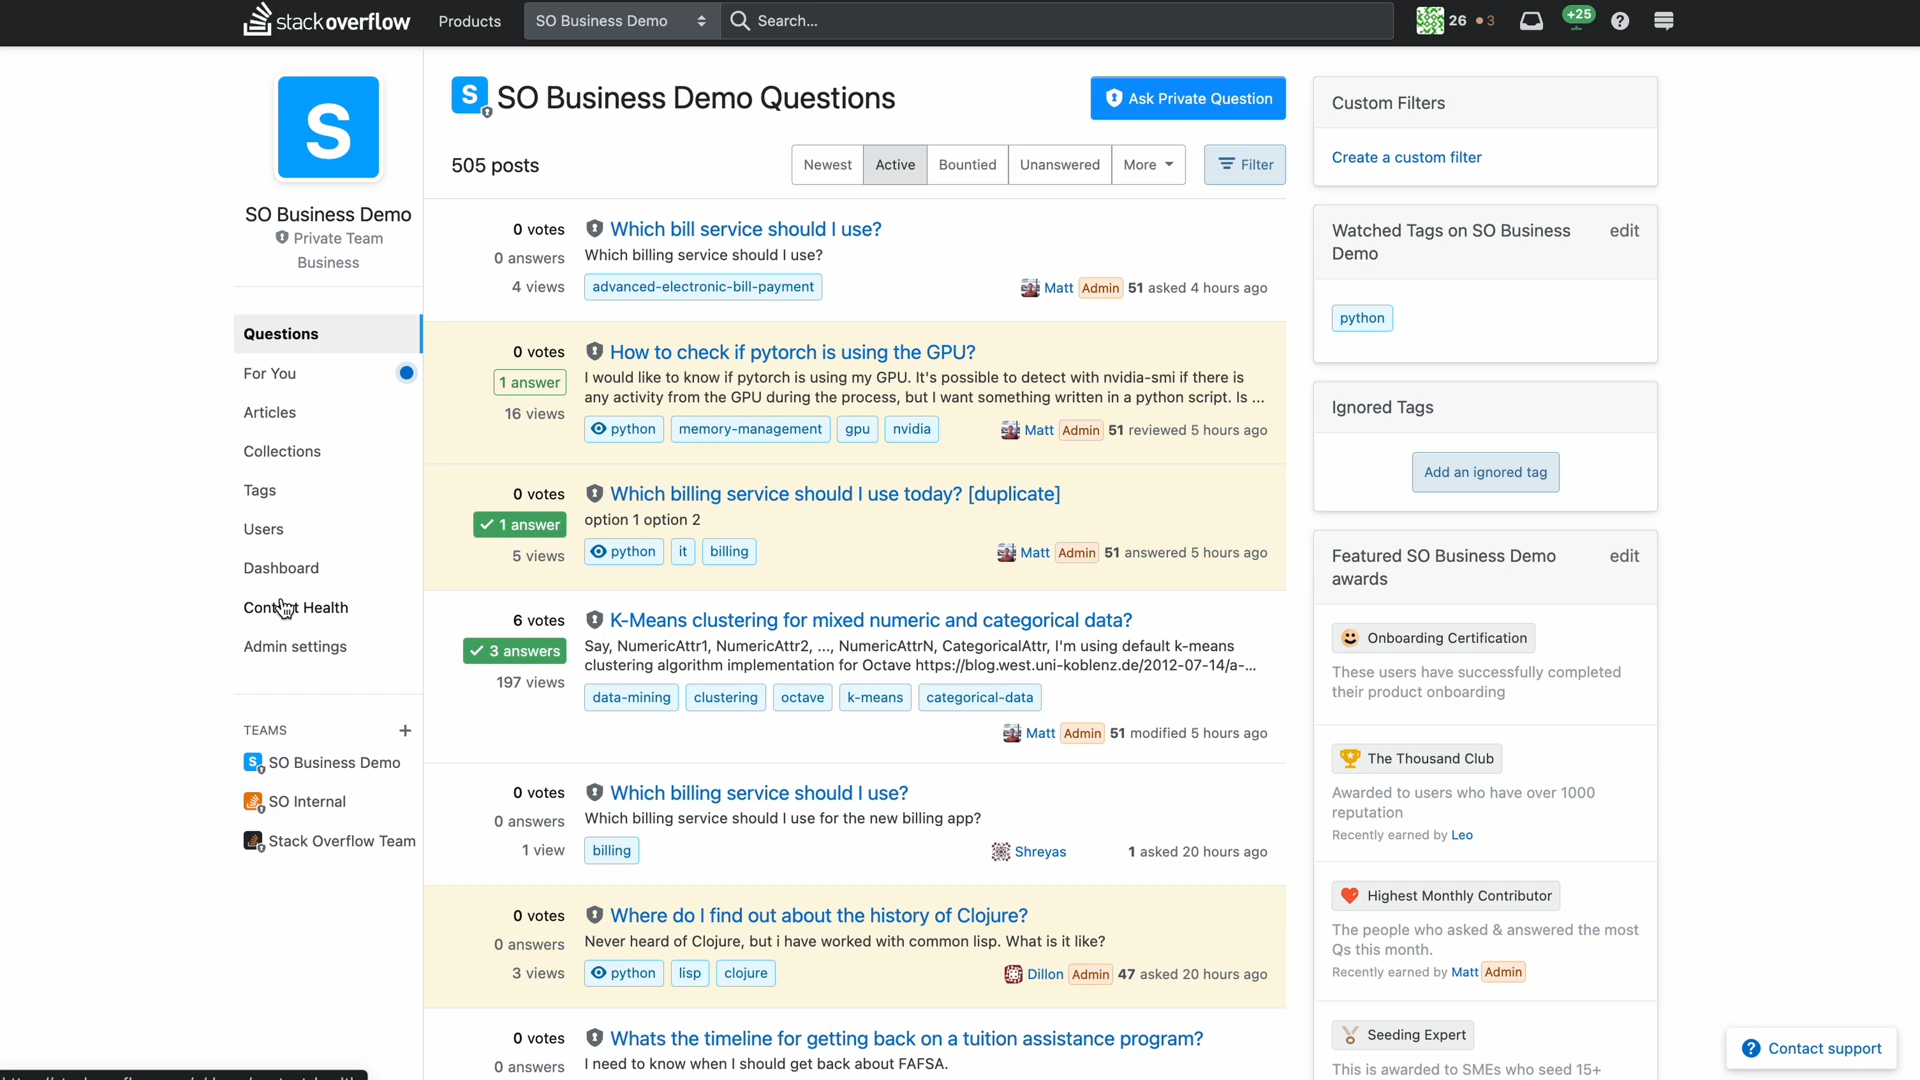 stackoverflow Products SO Business Demo Search... 26 3 +25
S
SO Business Demo
Private Team
Business
Questions
For You
Articles
Collections
Tags
Users
Dashboard
Health
Admin settings
TEAMS +
S SO Business Demo
SO Internal
Stack Overflow Team
S SO Business Demo Questions
Ask Private Question
505 posts
Newest Active Bountied Unanswered More Filter
0 votes
0 answers
4 views
Which bill service should I use?
Which billing service should I use?
advanced-electronic-bill-payment
Matt Admin 51 asked 4 hours ago
0 votes
1 answer
16 views
How to check if pytorch is using the GPU?
I would like to know if pytorch is using my GPU. It's possible to detect with nvidia-smi if there is
any activity from the GPU during the process, but I want something written in a python script. Is ...
python memory-management gpu nvidia
Matt Admin 51 reviewed 5 hours ago
0 votes
1 answer
5 views
Which billing service should I use today? [duplicate]
option 1 option 2
python it billing
Matt Admin 51 answered 5 hours ago
6 votes
3 answers
197 views
K-Means clustering for mixed numeric and categorical data?
Say, NumericAttr1, NumericAttr2, ..., NumericAttrN, CategoricalAttr, I'm using default k-means
clustering algorithm implementation for Octave https://blog.west.uni-koblenz.de/2012-07-14/a-...
data-mining clustering octave k-means categorical-data
Matt Admin 51 modified 5 hours ago
0 votes
0 answers
1 view
Which billing service should I use?
Which billing service should I use for the new billing app?
billing
Shreyas 1 asked 20 hours ago
0 votes
0 answers
3 views
Where do I find out about the history of Clojure?
Never heard of Clojure, but i have worked with common lisp. What is it like?
python lisp clojure
Dillon Admin 47 asked 20 hours ago
0 votes
0 answers
Whats the timeline for getting back on a tuition assistance program?
I need to know when I should get back about FAFSA.
Custom Filters
Create a custom filter
Watched Tags on SO Business
Demo
edit
python
Ignored Tags
Add an ignored tag
Featured SO Business Demo
awards
edit
Onboarding Certification
These users have successfully completed
their product onboarding
The Thousand Club
Awarded to users who have over 1000
reputation
Recently earned by Leo
Highest Monthly Contributor
The people who asked & answered the most
Qs this month.
Recently earned by Matt Admin
Seeding Expert
This is awarded to SMEs who seed 15+
Contact support